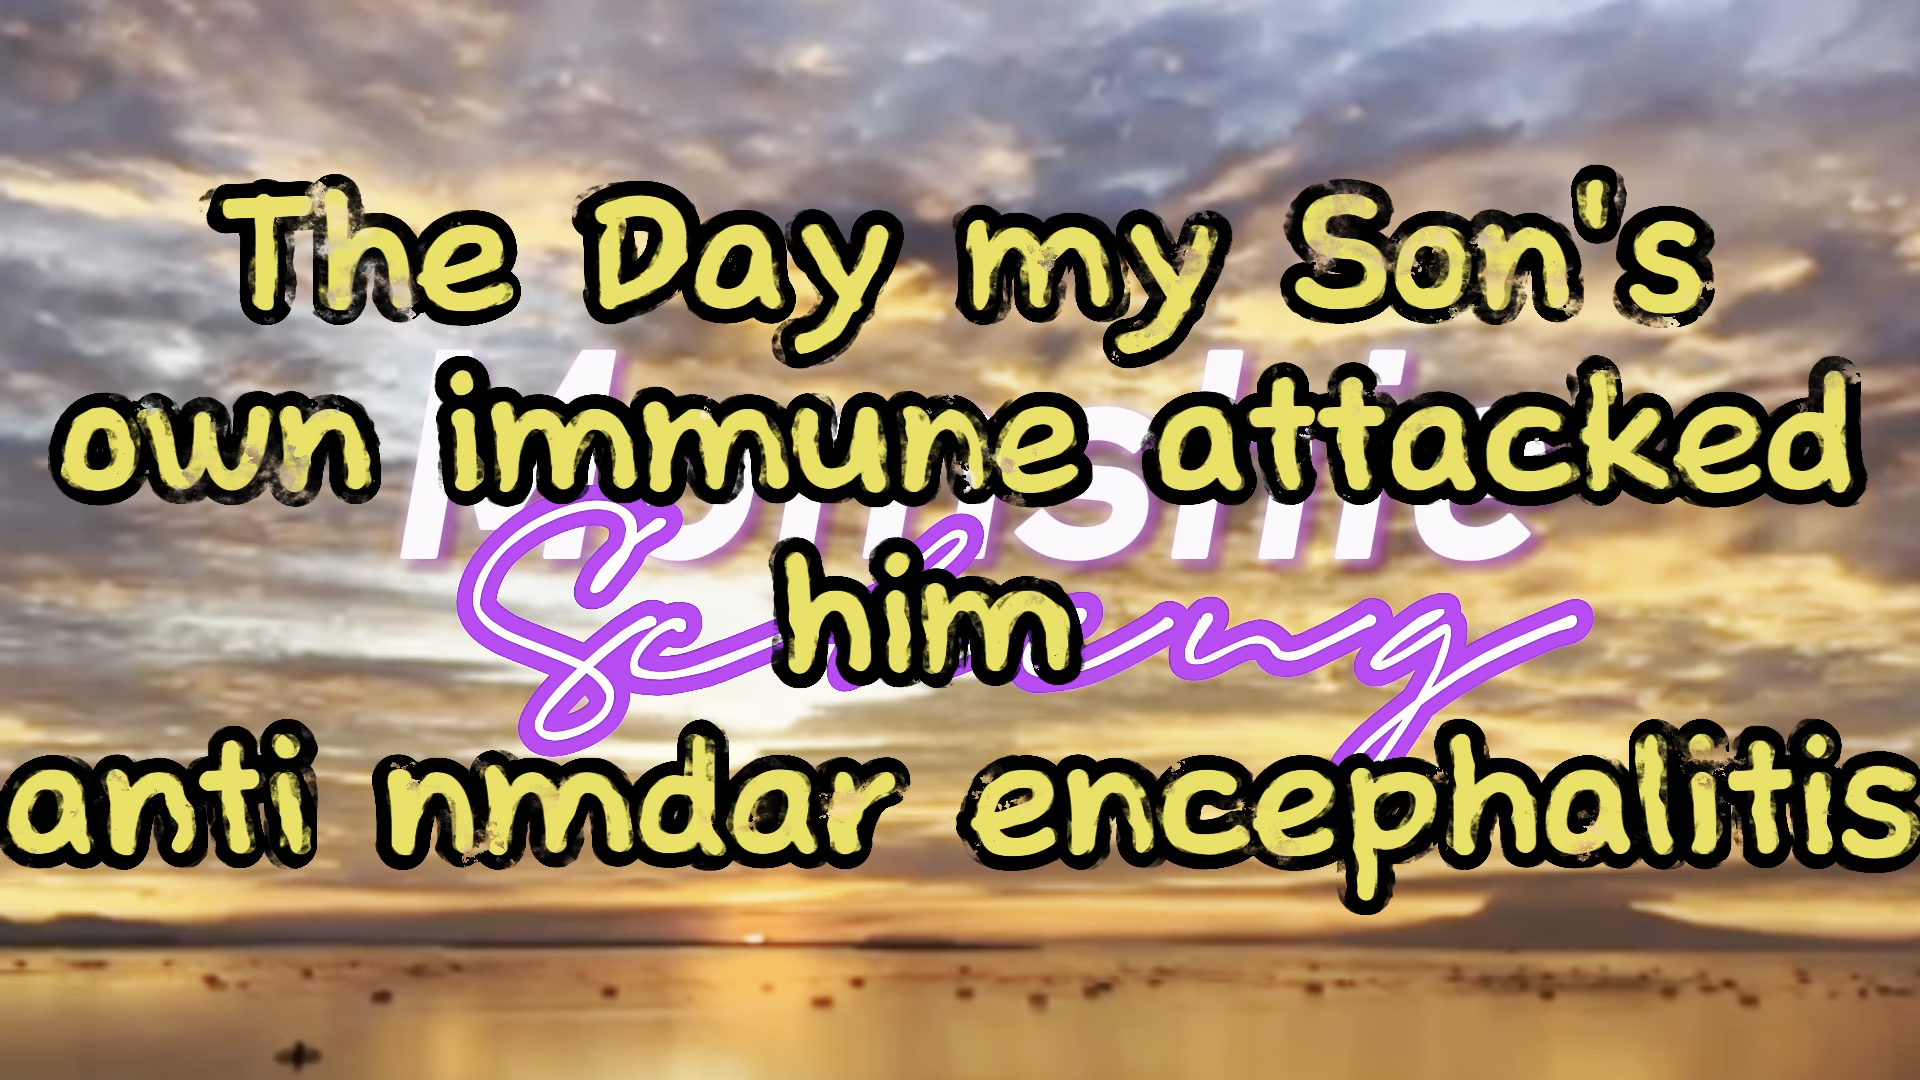 The Day my Son's
own immune attacked
him
anti nmdar encephalitis